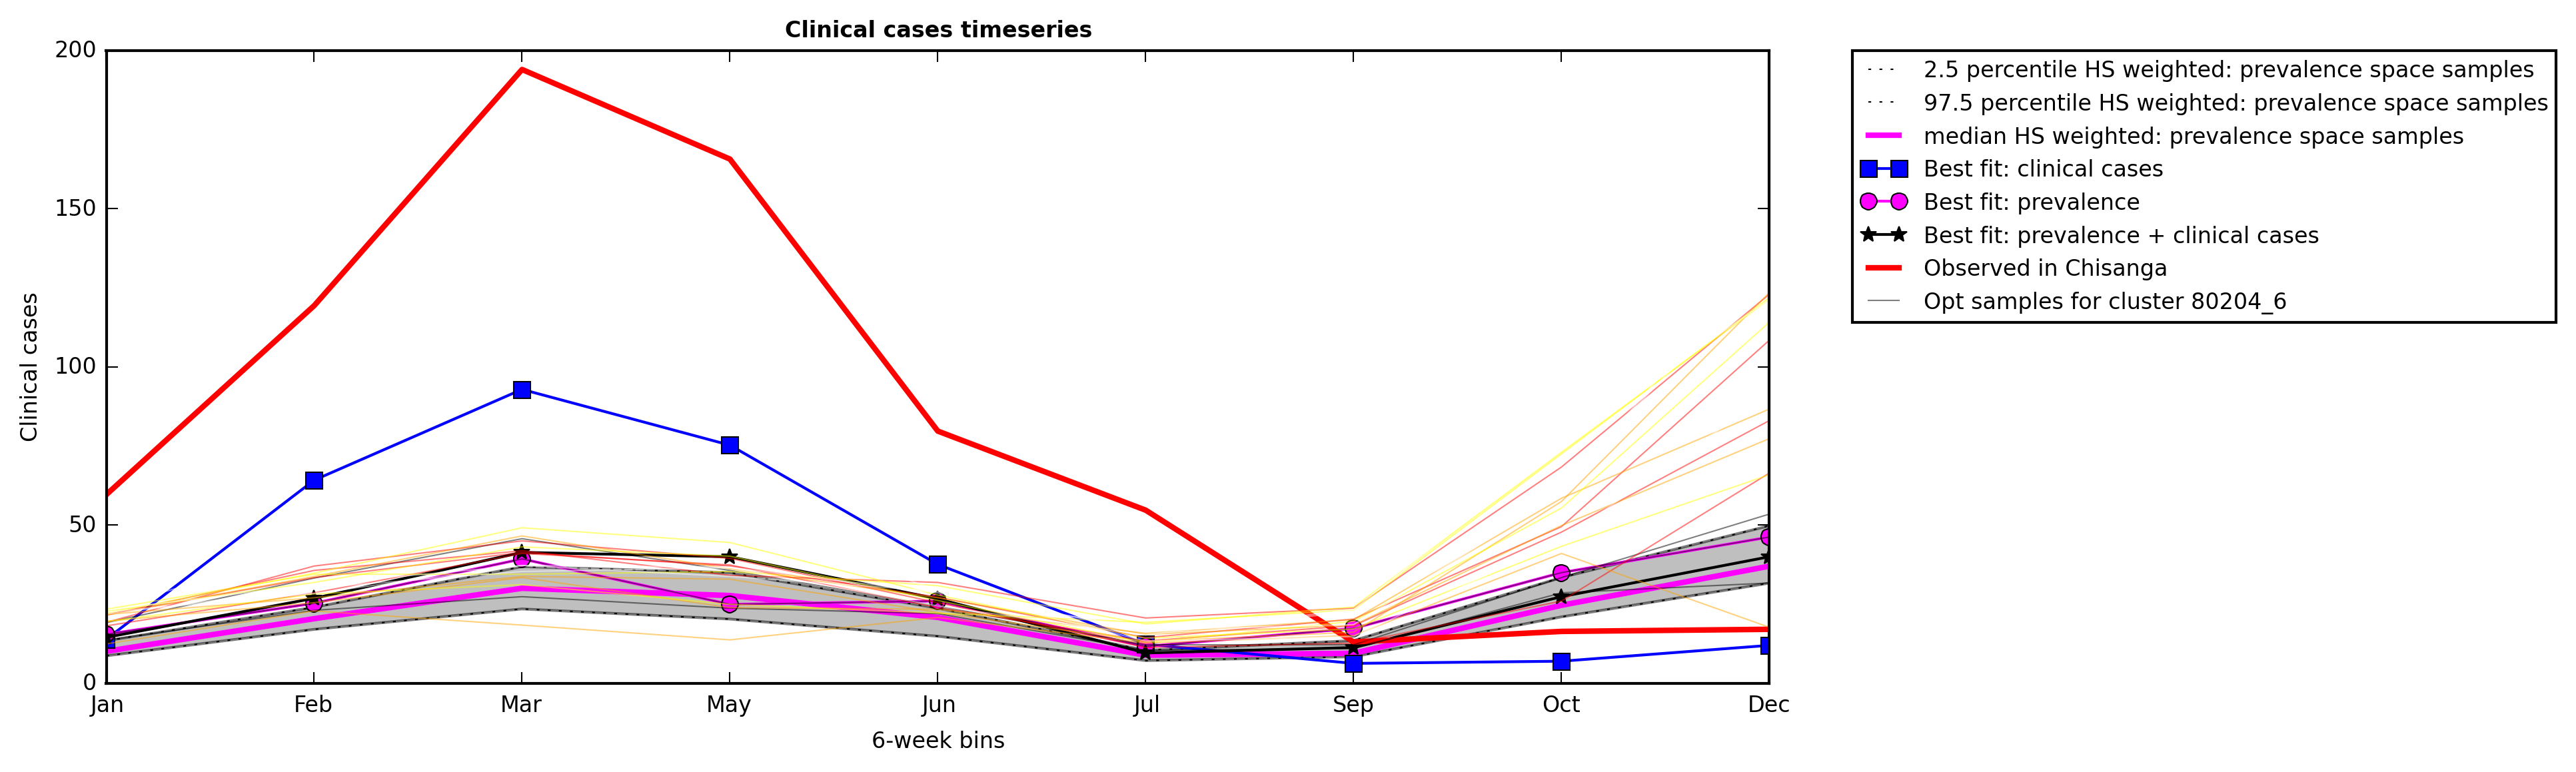 Clinical cases timeseries
200
150
100
50
0
Clinical cases
Jan Feb Mar May Jun Jul Sep Oct Dec
6-week bins
2.5 percentile HS weighted: prevalence space samples
97.5 percentile HS weighted: prevalence space samples
median HS weighted: prevalence space samples
Best fit: clinical cases
Best fit: prevalence
Best fit: prevalence + clinical cases
Observed in Chisanga
Opt samples for cluster 80204_6